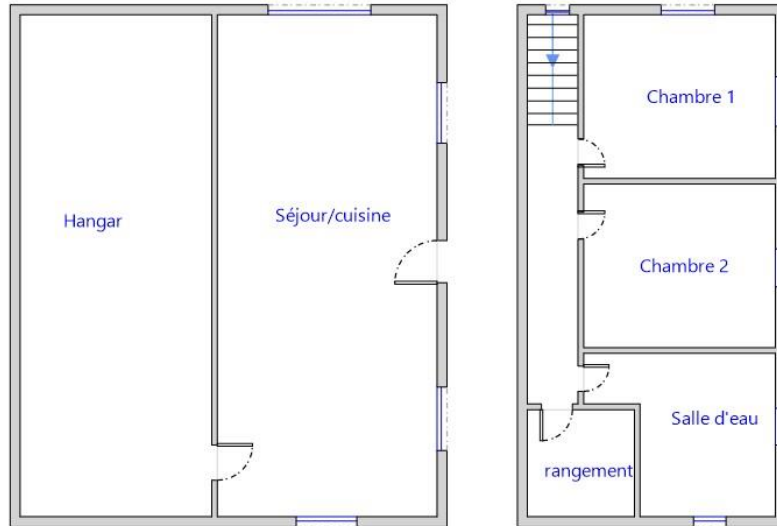 Hangar
Séjour/cuisine
Chambre 1
Chambre 2
Salle d'eau
rangement